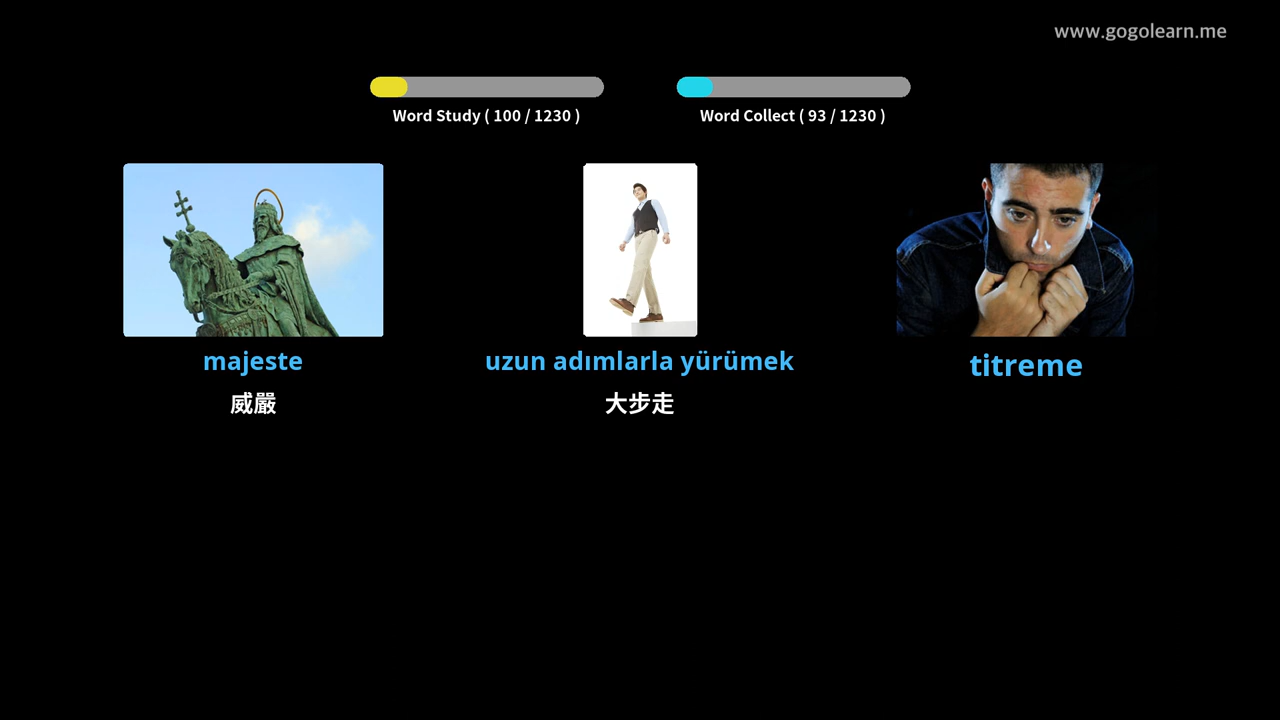 www.gogolearn.me
Word Study ( 100 / 1230 )
Word Collect ( 93 / 1230 )
majeste
uzun adımlarla yürümek
titreme
威嚴
大步走